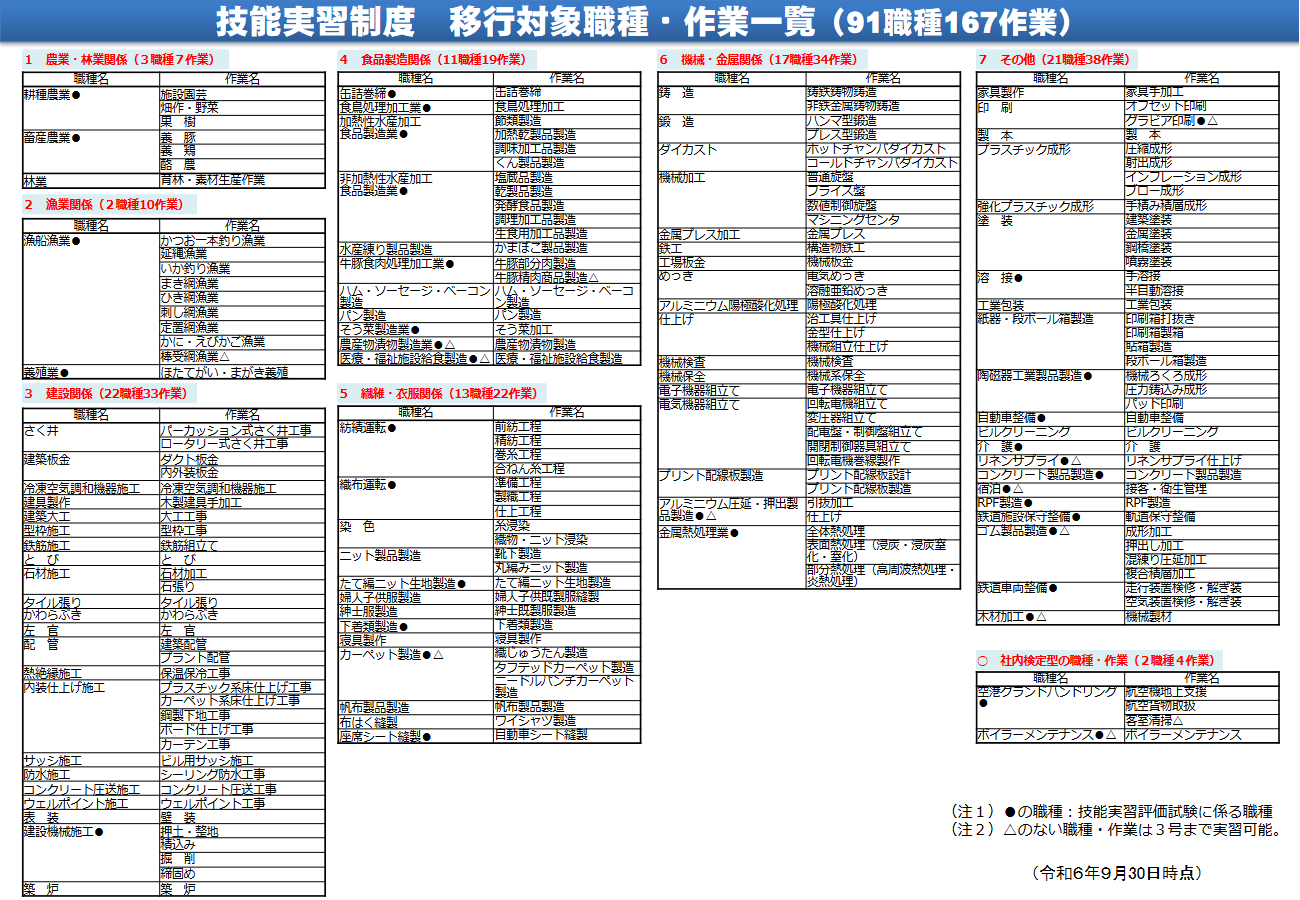 技能実習制度　移行対象職種・作業一覧（91職種167作業）
1　農業・林業関係（３職種７作業）
職種名　作業名
耕種農業●　施設園芸
畑作・野菜
果　樹
畜産農業●　養　豚
養　鶏
酪　農
林業　育林・素材生産作業
2　漁業関係（２職種10作業）
職種名　作業名
漁船漁業●　かつお一本釣り漁業
延縄漁業
いか釣り漁業
まき網漁業
ひき網漁業
刺し網漁業
定置網漁業
かに・えびかご漁業
棒受網漁業△
養殖業●　ほたてがい・まがき養殖
3　建設関係（22職種33作業）
職種名　作業名
さく井　パーカッション式さく井工事
ロータリー式さく井工事
建築板金　ダクト板金
内外装板金
冷凍空気調和機器施工　冷凍空気調和機器施工
建具製作　木製建具手加工
建築大工　大工工事
型枠施工　型枠工事
鉄筋施工　鉄筋組立て
と　び　と　び
石材施工　石材加工
石張り
タイル張り　タイル張り
かわらぶき　かわらぶき
左　官　左　官
配　管　建築配管
プラント配管
熱絶縁施工　保温保冷工事
内装仕上げ施工　プラスチック系床仕上げ工事
カーペット系床仕上げ工事
鋼製下地工事
ボード仕上げ工事
カーテン工事
サッシ施工　ビル用サッシ施工
防水施工　シーリング防水工事
コンクリート圧送施工　コンクリート圧送工事
ウェルポイント施工　ウェルポイント工事
表　装　壁　装
建設機械施工●　押土・整地
積込み
掘　削
締固め
築　炉　築　炉
4　食品製造関係（11職種19作業）
職種名　作業名
缶詰巻締●　缶詰巻締
食鳥処理加工業●　食鳥処理加工
加熱性水産加工　節類製造
食品製造業●　加熱乾製品製造
調味加工品製造
くん製品製造
非加熱性水産加工　塩蔵品製造
食品製造業●　乾製品製造
発酵食品製造
調理加工品製造
生食用加工品製造
水産練り製品製造　かまぼこ製品製造
牛豚食肉処理加工業●　牛豚部分肉製造
牛豚精肉商品製造△
ハム・ソーセージ・ベーコン　ハム・ソーセージ・ベーコ
製造　ン製造
パン製造　パン製造
そう菜製造業●　そう菜加工
農産物漬物製造業●△　農産物漬物製造
医療・福祉施設給食製造●△　医療・福祉施設給食製造
5　繊維・衣服関係（13職種22作業）
職種名　作業名
紡績運転●　前紡工程
精紡工程
巻糸工程
合ねん糸工程
織布運転●　準備工程
製織工程
仕上工程
染　色　糸浸染
織物・ニット浸染
ニット製品製造　靴下製造
丸編みニット製造
たて編ニット生地製造●　たて編ニット生地製造
婦人子供服製造　婦人子供既製服縫製
紳士服製造　紳士既製服製造
下着類製造●　下着類製造
寝具製作　寝具製作
カーペット製造●△　織じゅうたん製造
タフテッドカーペット製造
ニードルパンチカーペット
製造
帆布製品製造　帆布製品製造
布はく縫製　ワイシャツ製造
座席シート縫製●　自動車シート縫製
6　機械・金属関係（17職種34作業）
職種名　作業名
鋳　造　鋳鉄鋳物鋳造
非鉄金属鋳物鋳造
鍛　造　ハンマ型鍛造
プレス型鍛造
ダイカスト　ホットチャンバダイカスト
コールドチャンバダイカスト
機械加工　普通旋盤
フライス盤
数値制御旋盤
マシニングセンタ
金属プレス加工　金属プレス
鉄工　構造物鉄工
工場板金　機械板金
めっき　電気めっき
溶融亜鉛めっき
アルミニウム陽極酸化処理　陽極酸化処理
仕上げ　治工具仕上げ
金型仕上げ
機械組立仕上げ
機械検査　機械検査
機械保全　機械系保全
電子機器組立て　電子機器組立て
電気機器組立て　回転電機組立て
変圧器組立て
配電盤・制御盤組立て
開閉制御器具組立て
回転電機巻線製作
プリント配線板製造　プリント配線板設計
プリント配線板製造
アルミニウム圧延・押出製　引抜加工
品製造●△　仕上げ
金属熱処理業●　全体熱処理
表面熱処理（浸炭・浸炭窒
化・窒化）
部分熱処理（高周波熱処理・
炎熱処理）
7　その他（21職種38作業）
職種名　作業名
家具製作　家具手加工
印　刷　オフセット印刷
グラビア印刷●△
製　本　製　本
プラスチック成形　圧縮成形
射出成形
インフレーション成形
ブロー成形
強化プラスチック成形　手積み積層成形
塗　装　建築塗装
金属塗装
鋼橋塗装
噴霧塗装
溶　接●　手溶接
半自動溶接
工業包装　工業包装
紙器・段ボール箱製造　印刷箱打抜き
印刷箱製箱
貼箱製造
段ボール箱製造
陶磁器工業製品製造●　機械ろくろ成形
圧力鋳込み成形
パッド印刷
自動車整備●　自動車整備
ビルクリーニング　ビルクリーニング
介　護●　介　護
リネンサプライ●△　リネンサプライ仕上げ
コンクリート製品製造●　コンクリート製品製造
宿泊●△　接客・衛生管理
RPF製造●　RPF製造
鉄道施設保守整備●　軌道保守整備
ゴム製品製造●△　成形加工
押出し加工
混練り圧延加工
複合積層加工
鉄道車両整備●　走行装置検修・解ぎ装
空気装置検修・解ぎ装
木材加工●△　機械製材
○　社内検定型の職種・作業（２職種４作業）
職種名　作業名
空港グランドハンドリング　航空機地上支援
●　航空貨物取扱
客室清掃△
ボイラーメンテナンス●△　ボイラーメンテナンス
（注１）●の職種：技能実習評価試験に係る職種
（注２）△のない職種・作業は３号まで実習可能。
（令和６年９月30日時点）